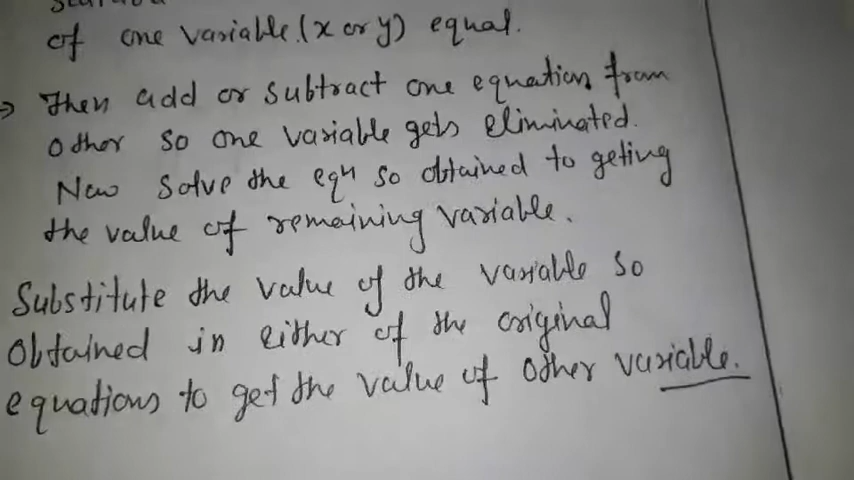 of one variable.(x or y) equal.
→ Then add or subtract one equation from
other so one variable gets eliminated.
Now solve the eqn so obtained to geting
the value of remaining variable.
Substitute the value of the variable so
obtained in either of the original
equations to get the value of other variable.